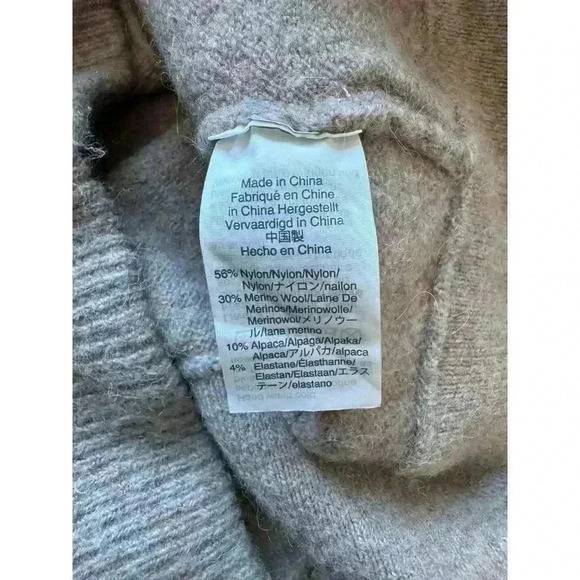 Made in China
Fabriqué en Chine
in China Hergestellt
Vervaardigd in China
中国製
Hecho en China
56% Nylon/Nylon/Nylon/
Nylon/ナイロン/nailon
30% Merino Wool/Laine De
Merinos/Merinowolle/
Merinowol/メリノウー
ル/lana merino
10% Alpaca/Alpaga/Alpaka/
Alpaca/アルパカ/alpaca
4% Elastane/Élasthanne/
Elastan/Elastaan/エラス
テーン/elastano